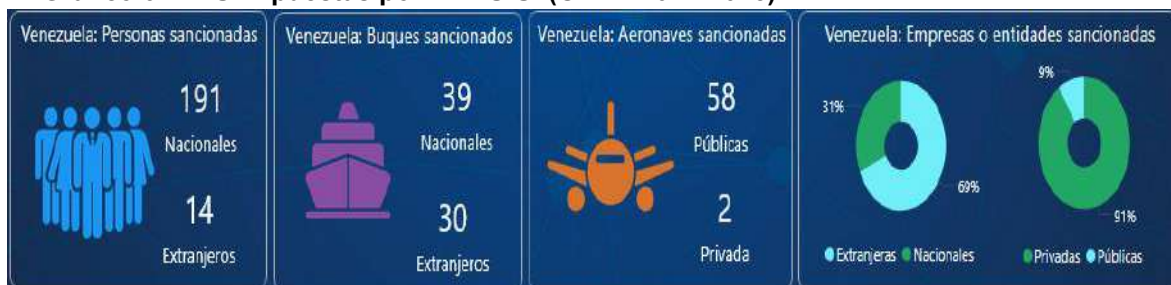 Venezuela: Personas sancionadas
191
Nacionales
14
Extranjeros
Venezuela: Buques sancionados
39
Nacionales
30
Extranjeros
Venezuela: Aeronaves sancionadas
58
Públicas
2
Privada
Venezuela: Empresas o entidades sancionadas
31%
69%
Extranjeras Nacionales
9%
91%
Privadas Públicas